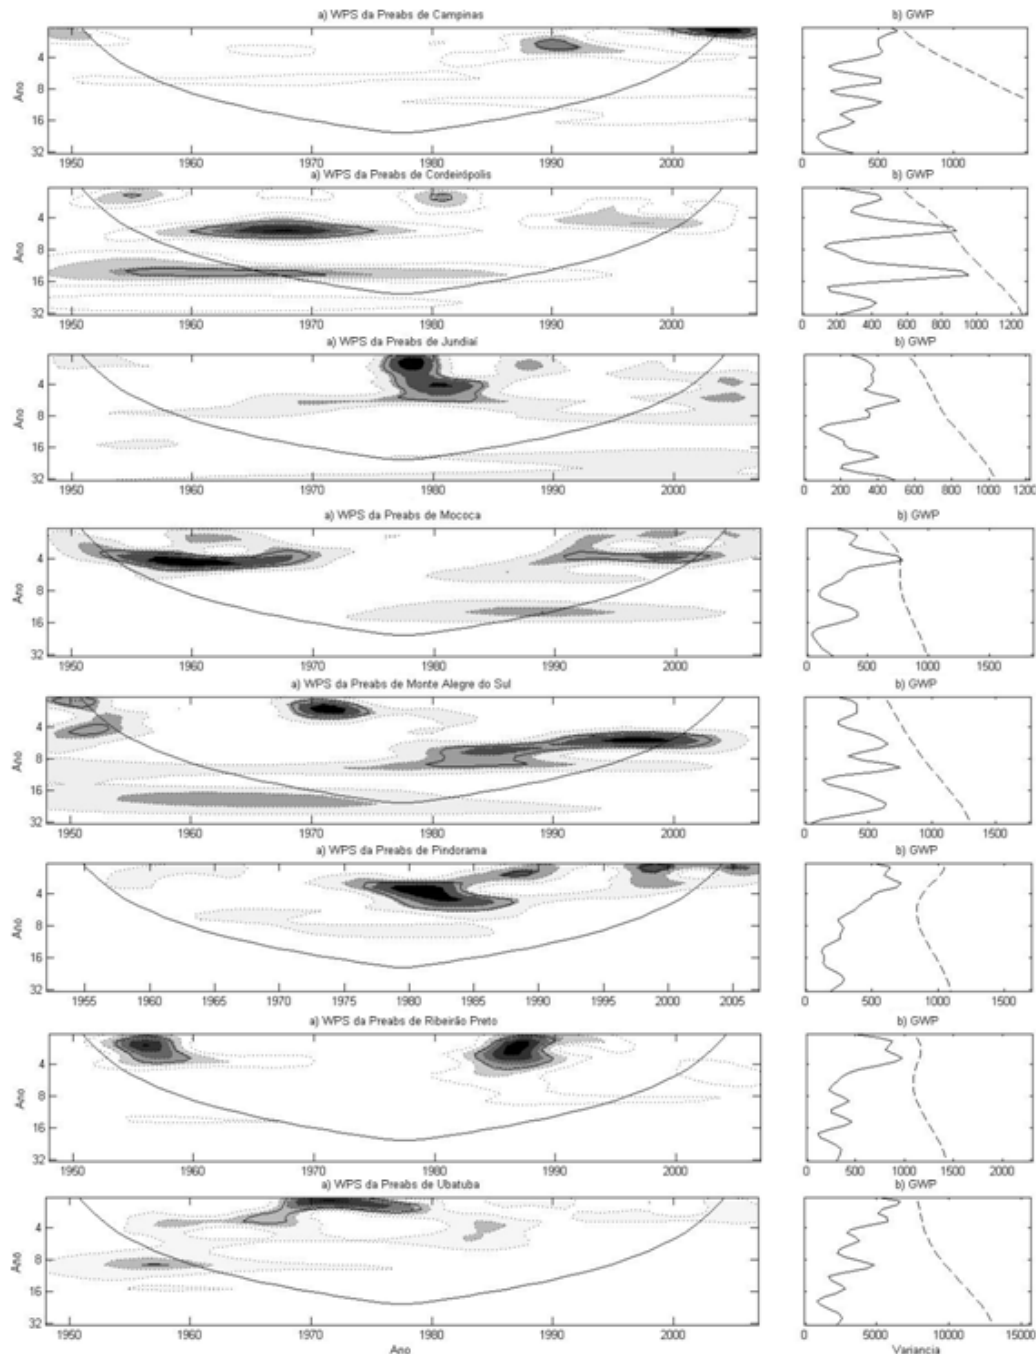 a) WPS da Preabs de Campinas
b) GWP
Ano
4
8
16
32
1950 1960 1970 1980 1990 2000
0 500 1000
a) WPS da Preabs de Cordeirópolis
b) GWP
Ano
4
8
16
32
1950 1960 1970 1980 1990 2000
0 200 400 600 800 1000 1200
a) WPS da Preabs de Jundiaí
b) GWP
Ano
4
8
16
32
1950 1960 1970 1980 1990 2000
0 200 400 600 800 1000 1200
a) WPS da Preabs de Mococa
b) GWP
Ano
4
8
16
32
1950 1960 1970 1980 1990 2000
0 500 1000 1500
a) WPS da Preabs de Monte Alegre do Sul
b) GWP
Ano
4
8
16
32
1950 1960 1970 1980 1990 2000
0 500 1000 1500
a) WPS da Preabs de Pindorama
b) GWP
Ano
4
8
16
32
1955 1960 1965 1970 1975 1980 1985 1990 1995 2000 2005
0 500 1000 1500
a) WPS da Preabs de Ribeirão Preto
b) GWP
Ano
4
8
16
32
1950 1960 1970 1980 1990 2000
0 500 1000 1500 2000
a) WPS da Preabs de Ubatuba
b) GWP
Ano
4
8
16
32
1950 1960 1970 1980 1990 2000
0 5000 10000 15000
Ano
Variancia